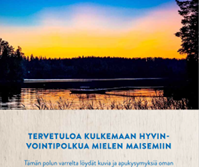 TERVETULOA KULKEMAAN HYVIN-
VOINTIPOLKUA MIELEN MAISEMIIN
Tämän polun varrelta löydät kuvia ja apukysymyksiä oman